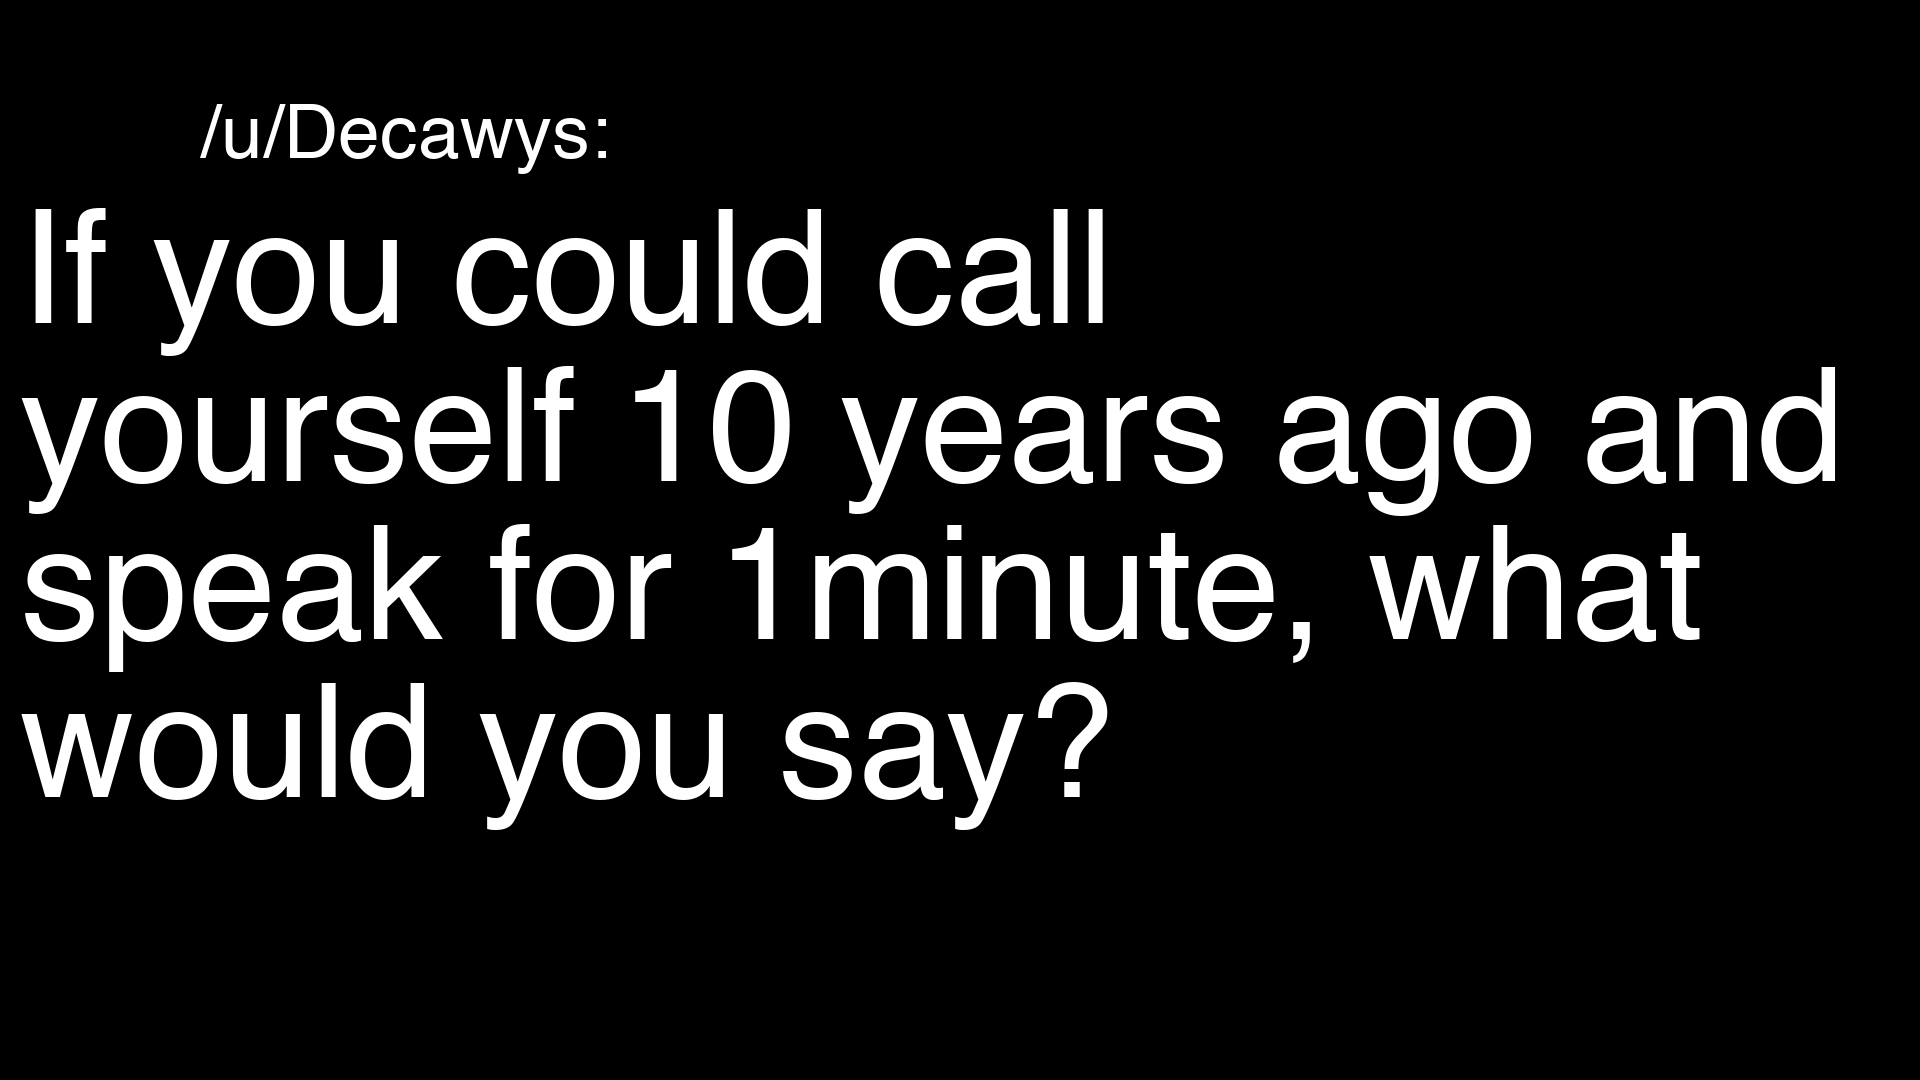 /u/Decawys:
If you could call
yourself 10 years ago and
speak for 1minute, what
would you say?